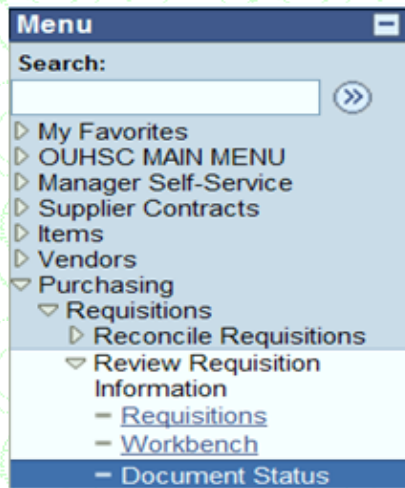 Menu
Search:
My Favorites
OUHSC MAIN MENU
Manager Self-Service
Supplier Contracts
Items
Vendors
Purchasing
Requisitions
Reconcile Requisitions
Review Requisition
Information
Requisitions
Workbench
Document Status